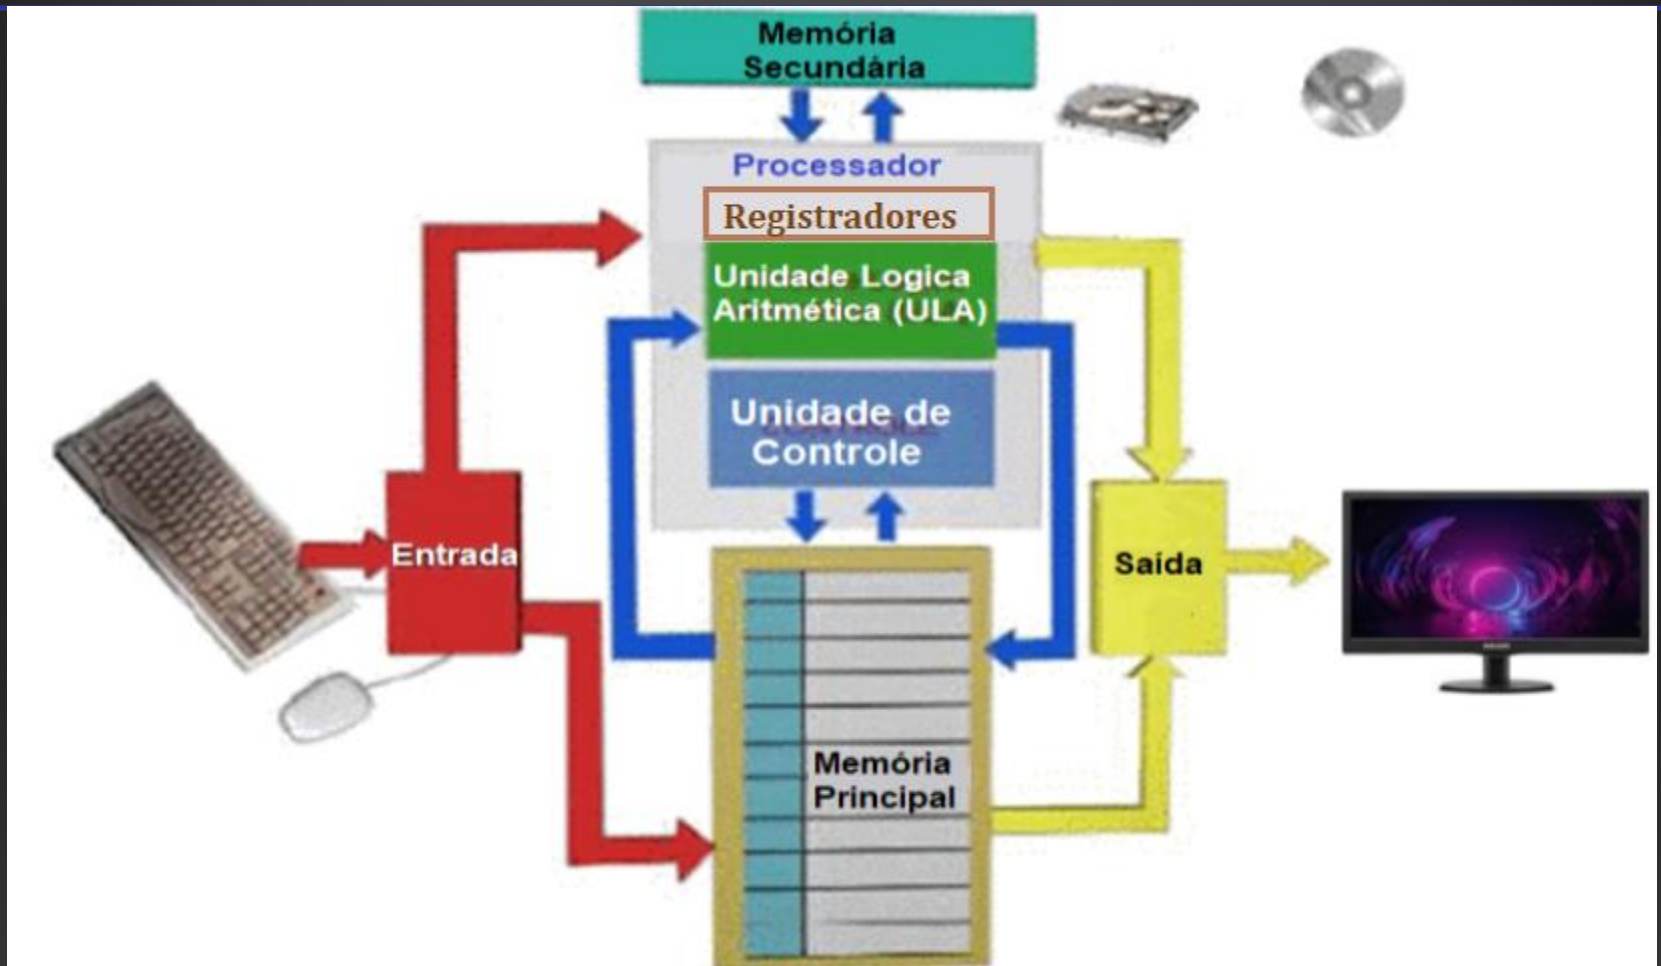 Memória
Secundária
Processador
Registradores
Unidade Logica
Aritmética (ULA)
Unidade de
Controle
Entrada
Saída
Memória
Principal